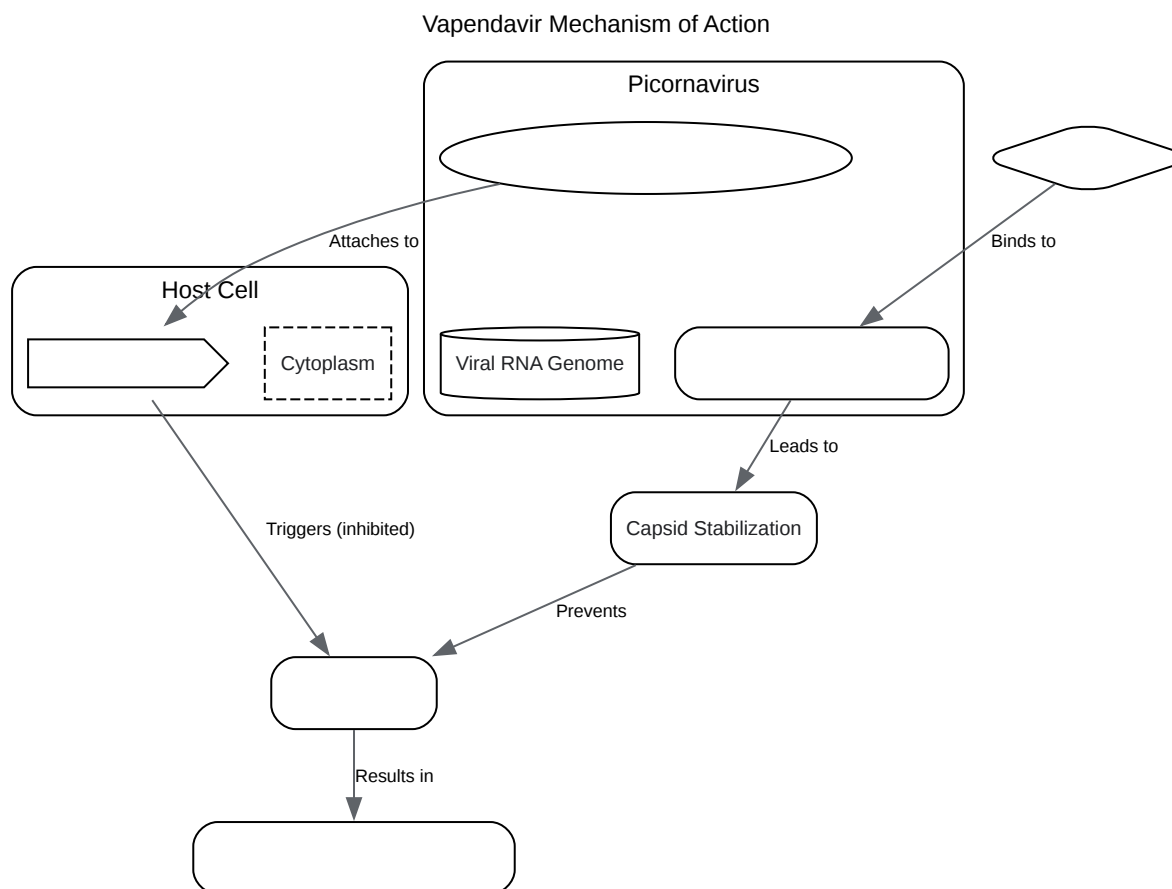 Vapendavir Mechanism of Action
Picornavirus
Attaches to
Binds to
Host Cell
Cytoplasm
Viral RNA Genome
Leads to
Triggers (inhibited)
Capsid Stabilization
Prevents
Results in